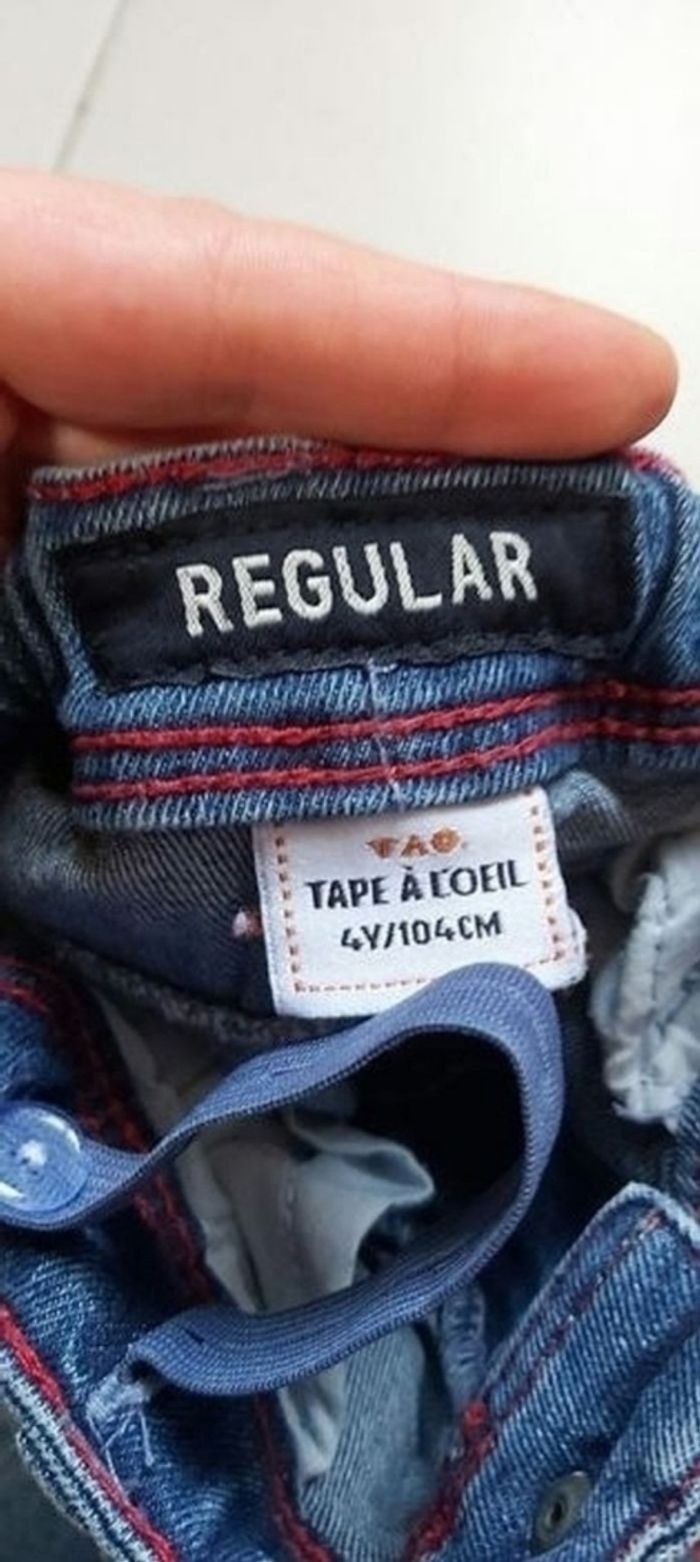 REGULAR
TAO
TAPE À L'OEIL
4Y/104CM